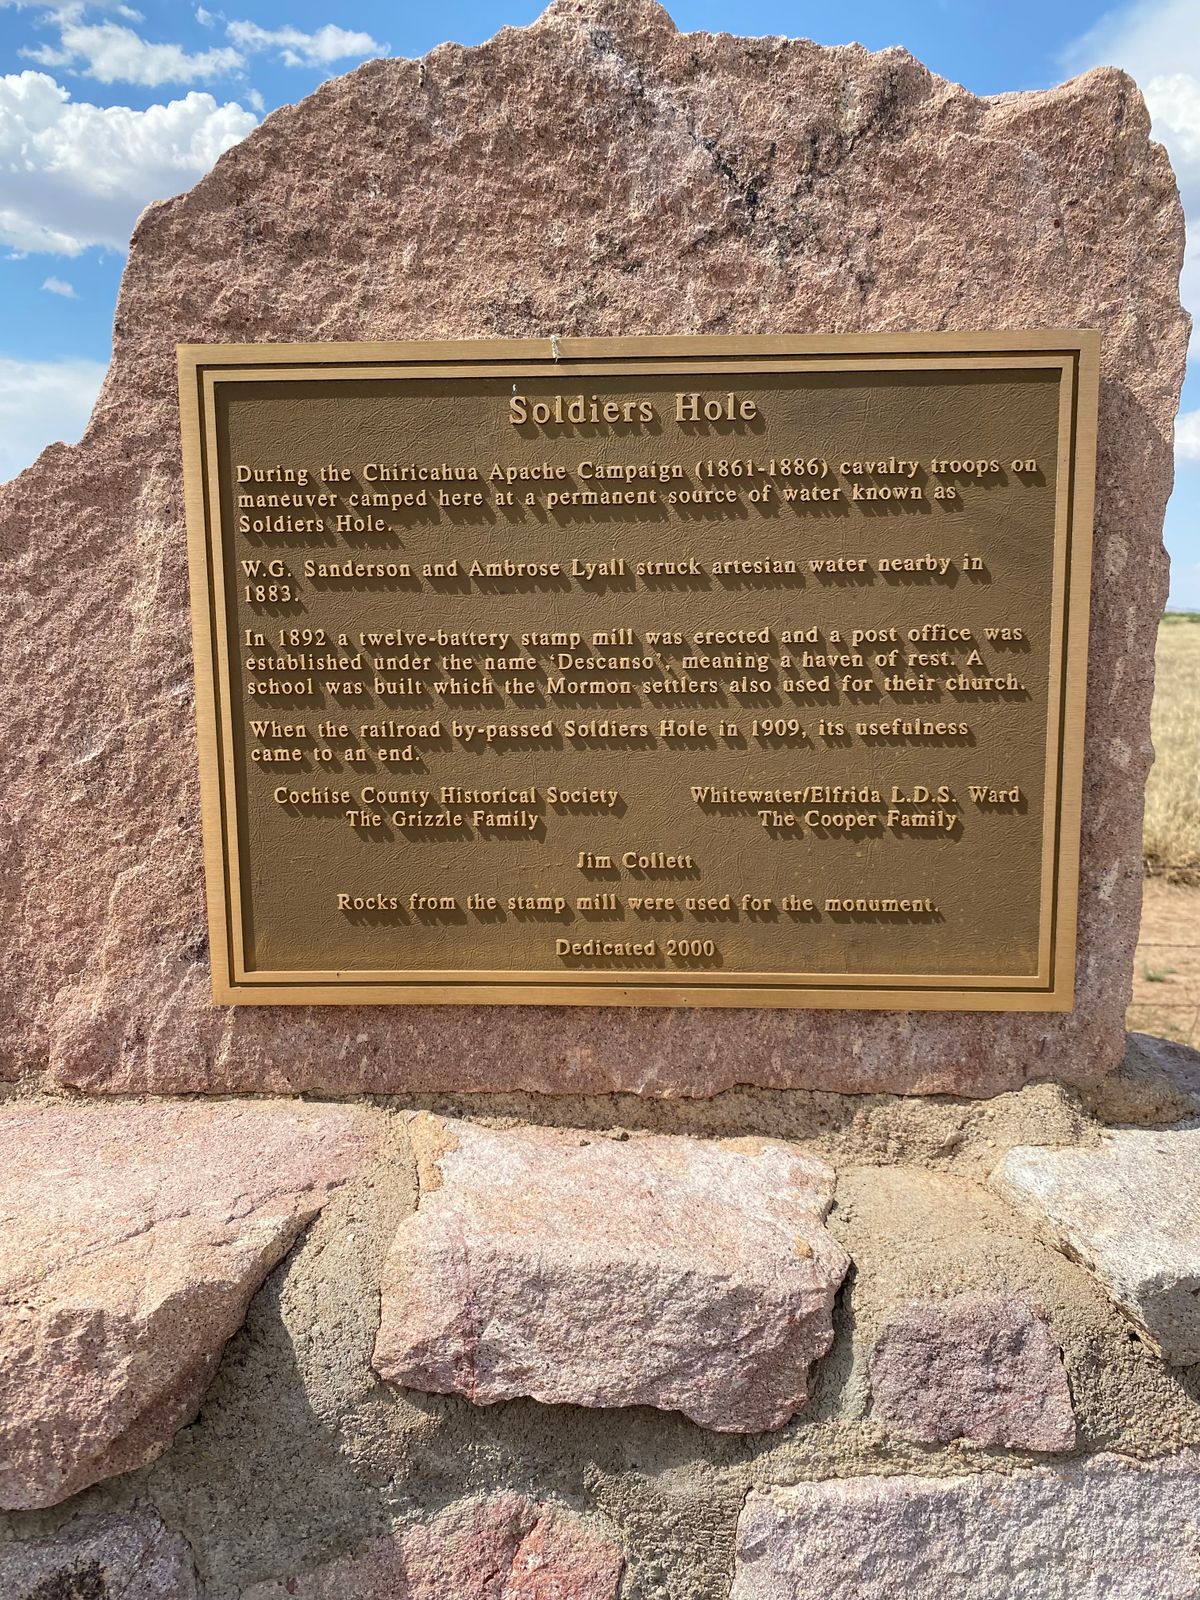 Soldiers Hole
During the Chiricahua Apache Campaign (1861-1886) cavalry troops on
maneuver camped here at a permanent source of water known as
Soldiers Hole.
W.G. Sanderson and Ambrose Lyall struck artesian water nearby in
1883.
In 1892 a twelve-battery stamp mill was erected and a post office was
established under the name 'Descanso', meaning a haven of rest. A
school was built which the Mormon settlers also used for their church.
When the railroad by-passed Soldiers Hole in 1909, its usefulness
came to an end.
Cochise County Historical Society
The Grizzle Family
Whitewater/Elfrida L.D.S. Ward
The Cooper Family
Jim Collett
Rocks from the stamp mill were used for the monument.
Dedicated 2000